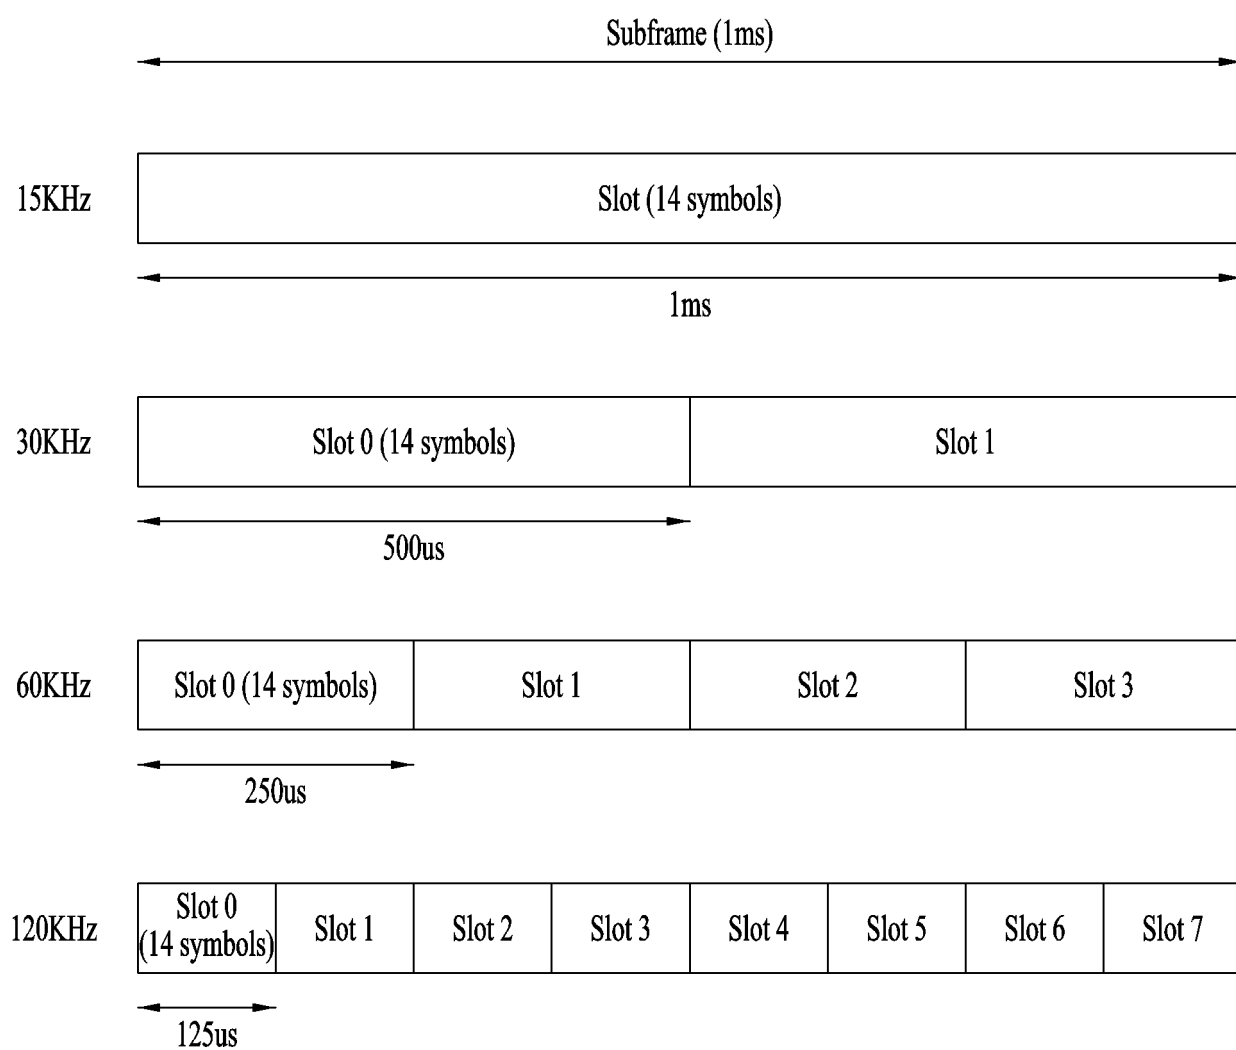 Subframe (1ms)
15KHz
Slot (14 symbols)
1ms
30KHz
Slot 0 (14 symbols)
Slot 1
500us
60KHz
Slot 0 (14 symbols)
Slot 1
Slot 2
Slot 3
250us
120KHz
Slot 0
(14 symbols)
Slot 1
Slot 2
Slot 3
Slot 4
Slot 5
Slot 6
Slot 7
125us